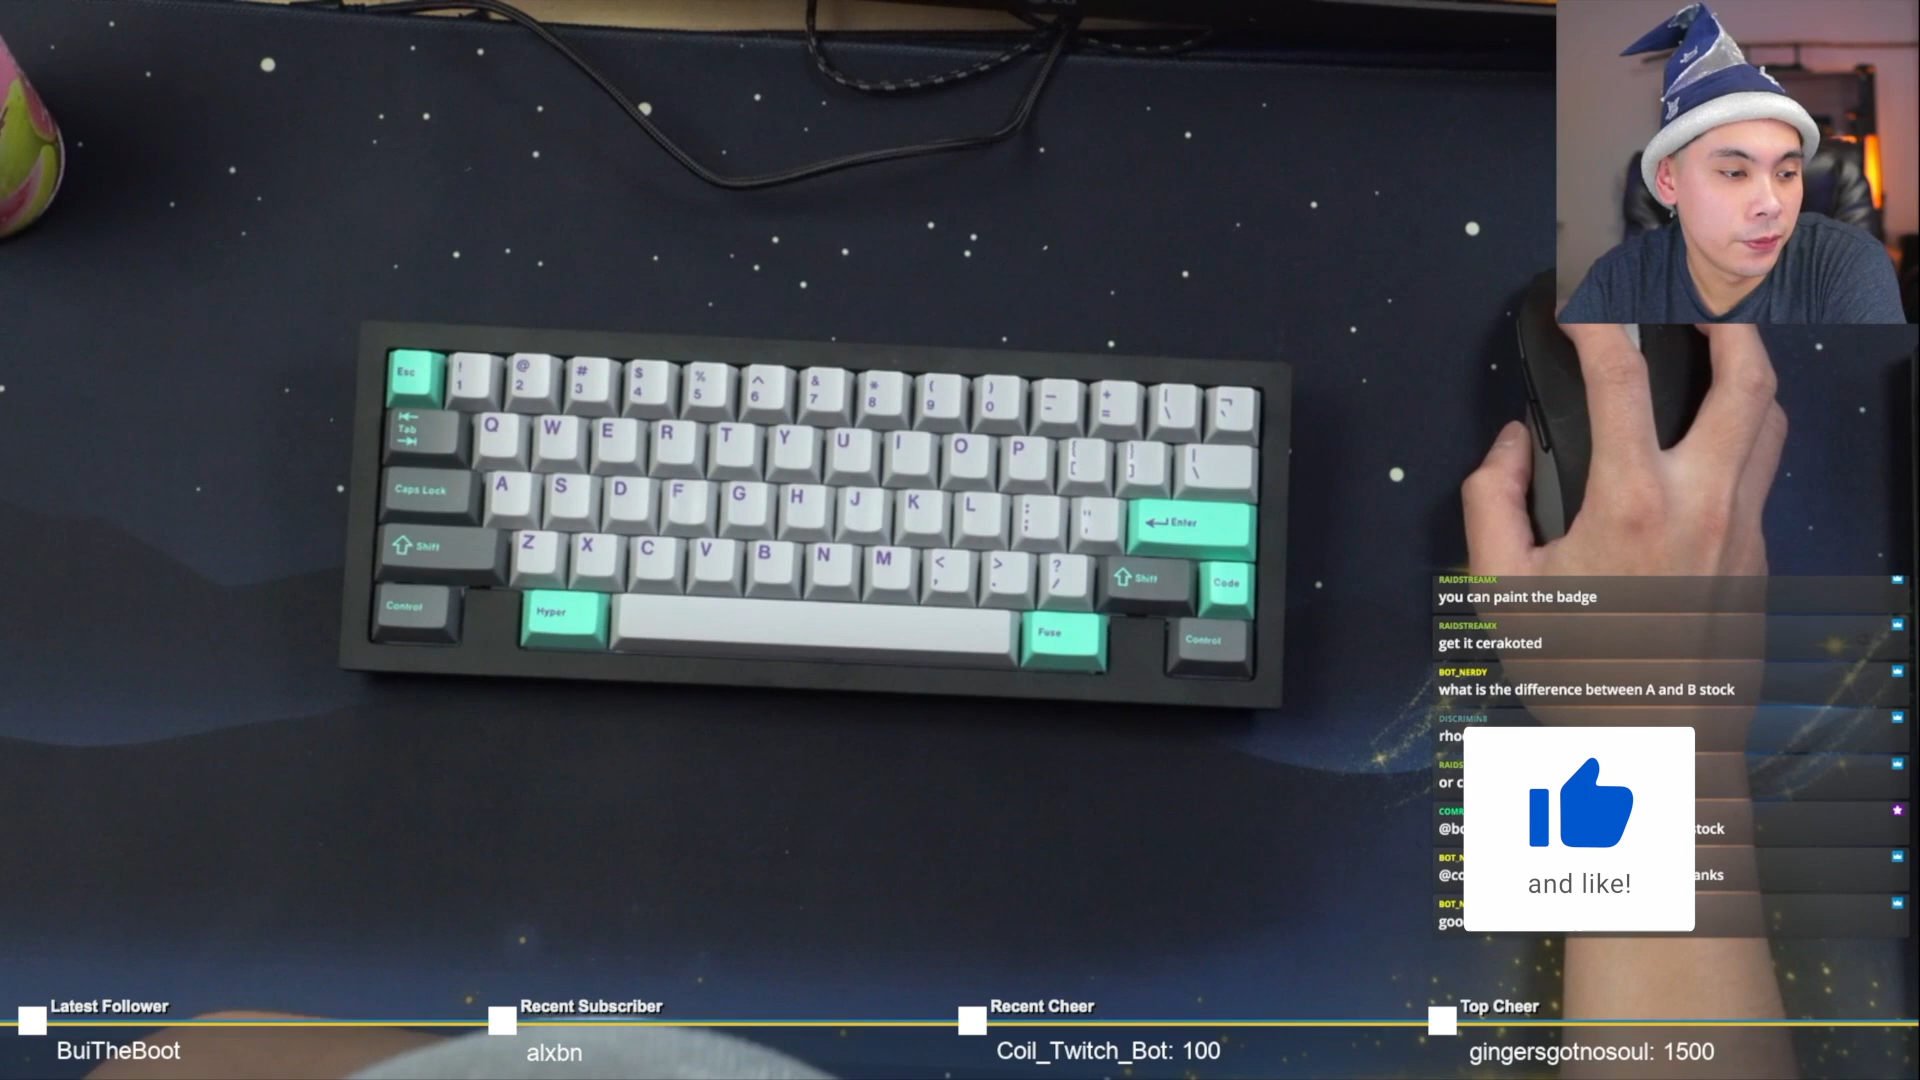 Esc ! 1 @ 2 # 3 $ 4 % 5 ^ 6 & 7 * 8 ( 9 ) 0 — - + = | \ ¬ `
Tab Q W E R T Y U I O P { [ } ] | \
Caps Lock A S D F G H J K L : ; " ' Enter
Shift Z X C V B N M < , > . ? / Shift Code
Control Hyper Fuse Control
RAIDSTREAMX
you can paint the badge
RAIDSTREAMX
get it cerakoted
BOT_NERDY
what is the difference between A and B stock
DISCRIMIN8
and like!
Latest Follower
BuiTheBoot
Recent Subscriber
alxbn
Recent Cheer
Coil_Twitch_Bot: 100
Top Cheer
gingersgotnosoul: 1500